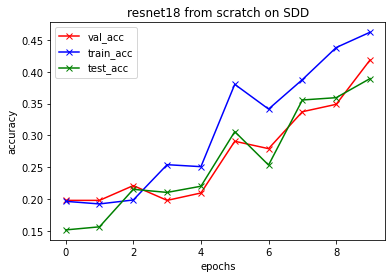 resnet18 from scratch on SDD
val_acc
train_acc
test_acc
accuracy
0.45
0.40
0.35
0.30
0.25
0.20
0.15
0 2 4 6 8
epochs